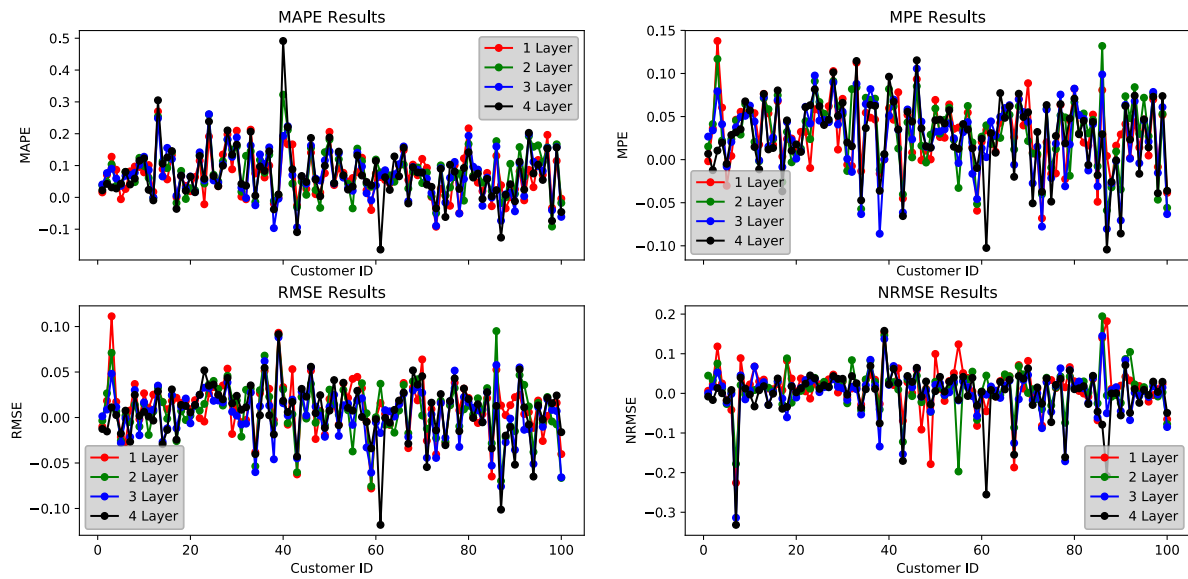 MAPE Results
MAPE
0.5
0.4
0.3
0.2
0.1
0.0
−0.1
1 Layer
2 Layer
3 Layer
4 Layer
Customer ID
MPE Results
MPE
0.15
0.10
0.05
0.00
−0.05
−0.10
1 Layer
2 Layer
3 Layer
4 Layer
Customer ID
RMSE Results
RMSE
0.10
0.05
0.00
−0.05
−0.10
1 Layer
2 Layer
3 Layer
4 Layer
0 20 40 60 80 100
Customer ID
NRMSE Results
NRMSE
0.2
0.1
0.0
−0.1
−0.2
−0.3
1 Layer
2 Layer
3 Layer
4 Layer
0 20 40 60 80 100
Customer ID